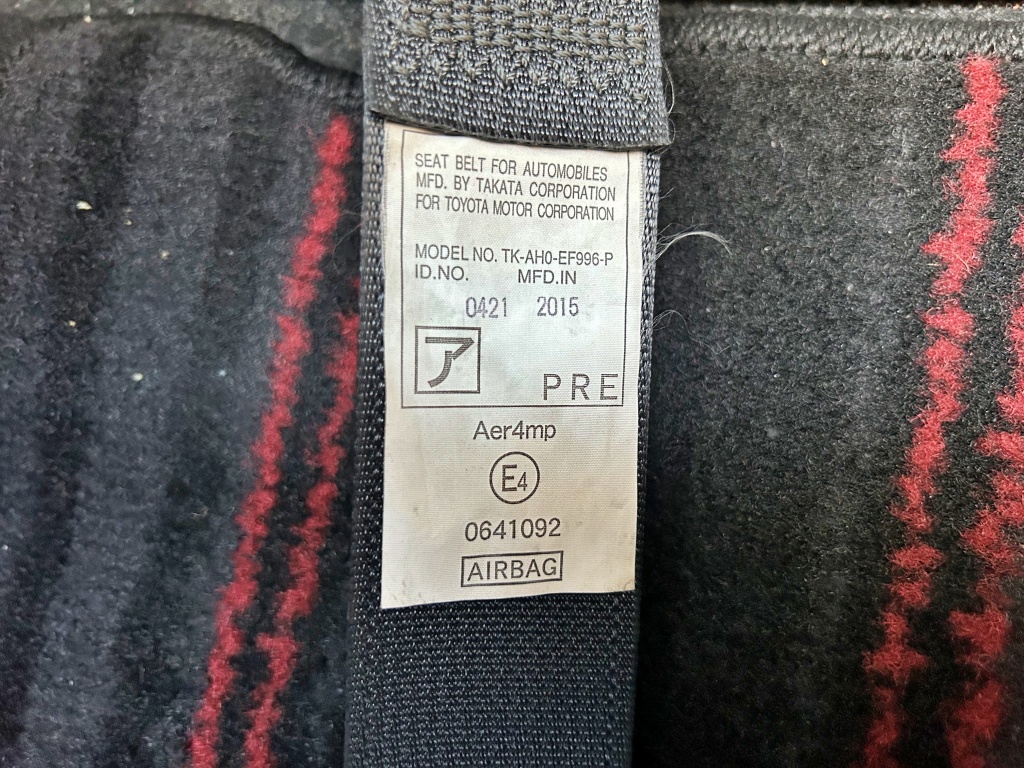 SEAT BELT FOR AUTOMOBILES
MFD. BY TAKATA CORPORATION
FOR TOYOTA MOTOR CORPORATION
MODEL NO. TK-AH0-EF996-P
ID.NO. MFD.IN
0421 2015
ア
PRE
Aer4mp
E4
0641092
AIRBAG